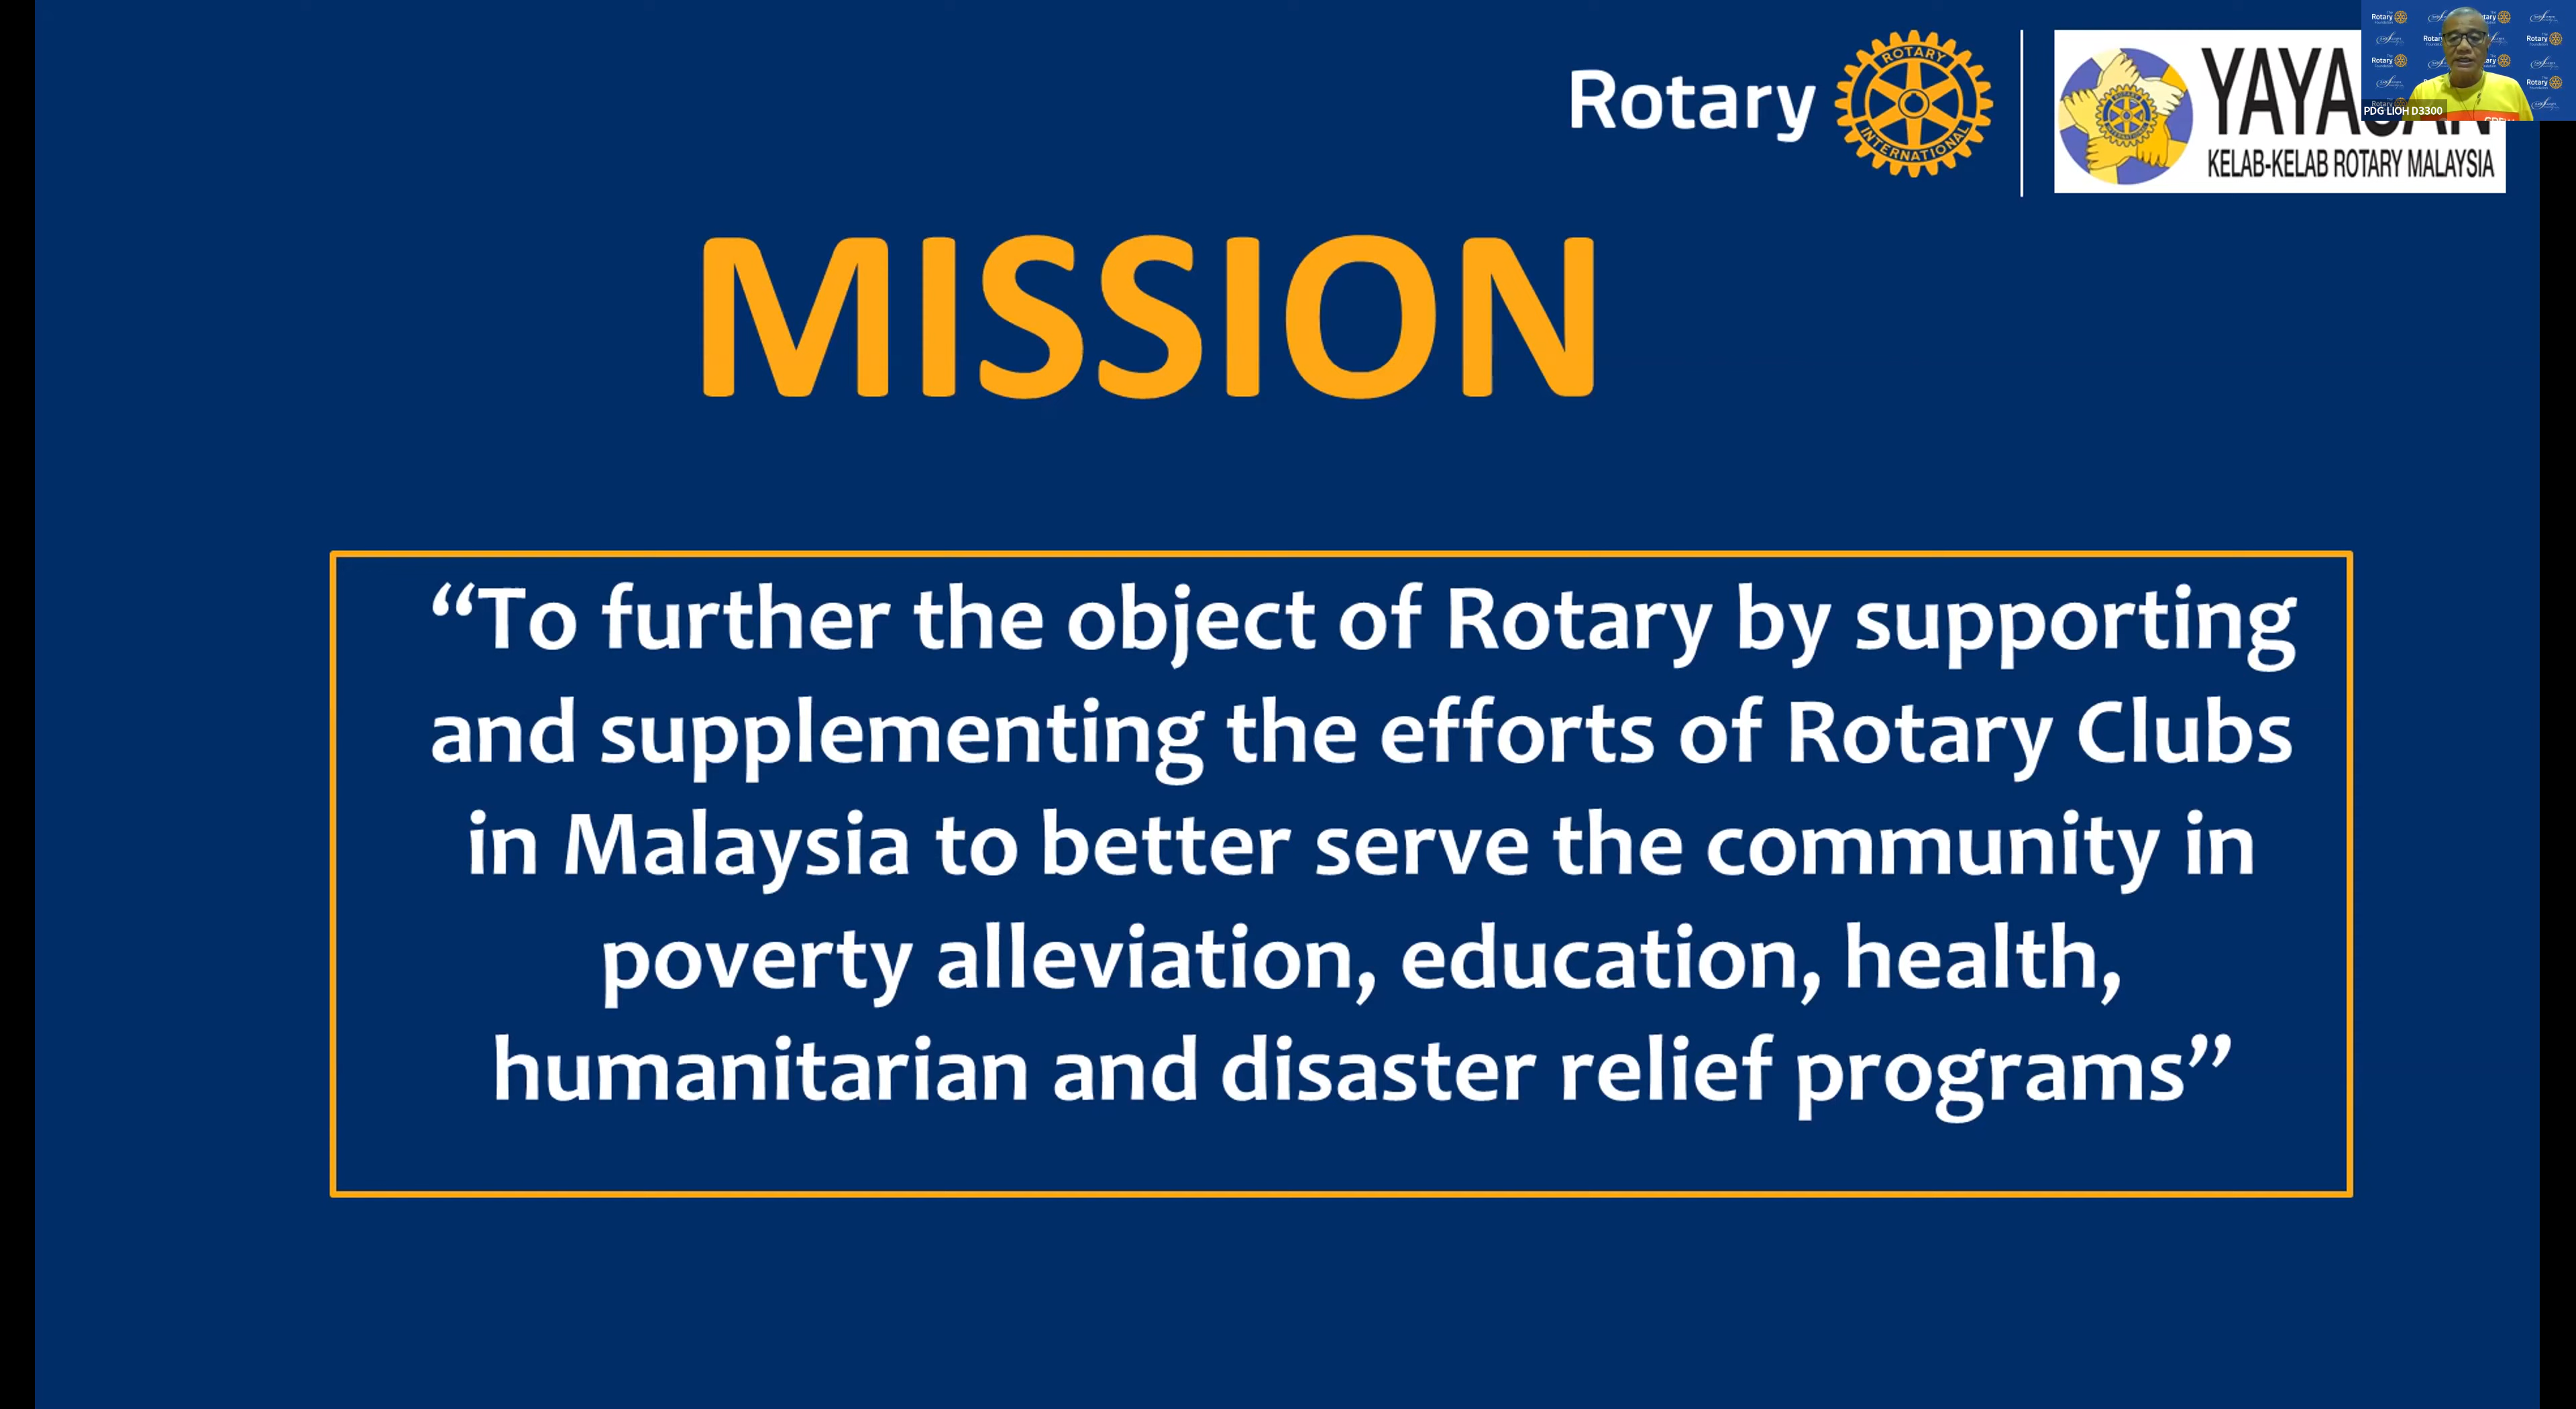 Rotary
ROTARY
INTERNATIONAL
KELAB-KELAB ROTARY MALAYSIA
PDG LIOH D3300
MISSION
“To further the object of Rotary by supporting
and supplementing the efforts of Rotary Clubs
in Malaysia to better serve the community in
poverty alleviation, education, health,
humanitarian and disaster relief programs”